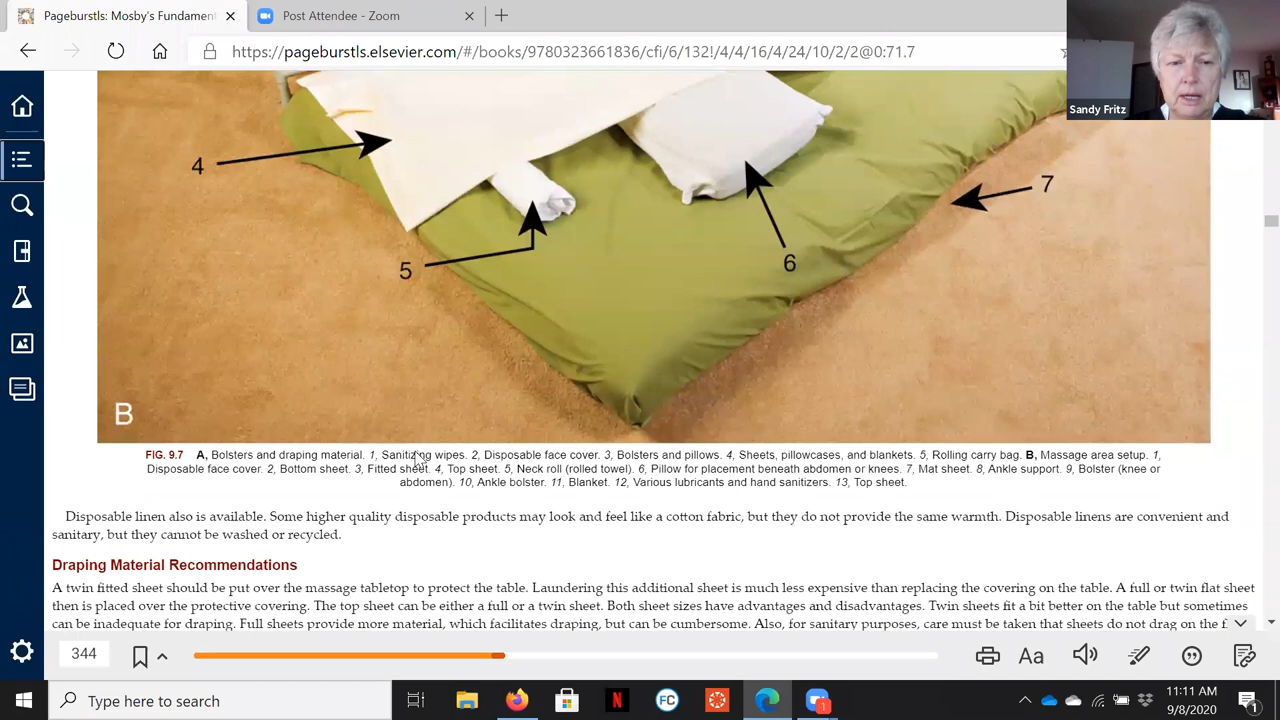 Pageburstls: Mosby's Fundament
Post Attendee - Zoom
https://pageburstls.elsevier.com/#/books/9780323661836/cfi/6/132!/4/4/16/4/24/10/2/2@0:71.7
Sandy Fritz
4
5
6
7
B
FIG. 9.7 A, Bolsters and draping material. 1, Sanitizing wipes. 2, Disposable face cover. 3, Bolsters and pillows. 4, Sheets, pillowcases, and blankets. 5, Rolling carry bag. B, Massage area setup. 1,
Disposable face cover. 2, Bottom sheet. 3, Fitted sheet. 4, Top sheet. 5, Neck roll (rolled towel). 6, Pillow for placement beneath abdomen or knees. 7, Mat sheet. 8, Ankle support. 9, Bolster (knee or
abdomen). 10, Ankle bolster. 11, Blanket. 12, Various lubricants and hand sanitizers. 13, Top sheet.
Disposable linen also is available. Some higher quality disposable products may look and feel like a cotton fabric, but they do not provide the same warmth. Disposable linens are convenient and
sanitary, but they cannot be washed or recycled.
Draping Material Recommendations
A twin fitted sheet should be put over the massage tabletop to protect the table. Laundering this additional sheet is much less expensive than replacing the covering on the table. A full or twin flat sheet
then is placed over the protective covering. The top sheet can be either a full or a twin sheet. Both sheet sizes have advantages and disadvantages. Twin sheets fit a bit better on the table but sometimes
can be inadequate for draping. Full sheets provide more material, which facilitates draping, but can be cumbersome. Also, for sanitary purposes, care must be taken that sheets do not drag on the
344
Aa
Type here to search
N
FC
1
11:11 AM
9/8/2020
1